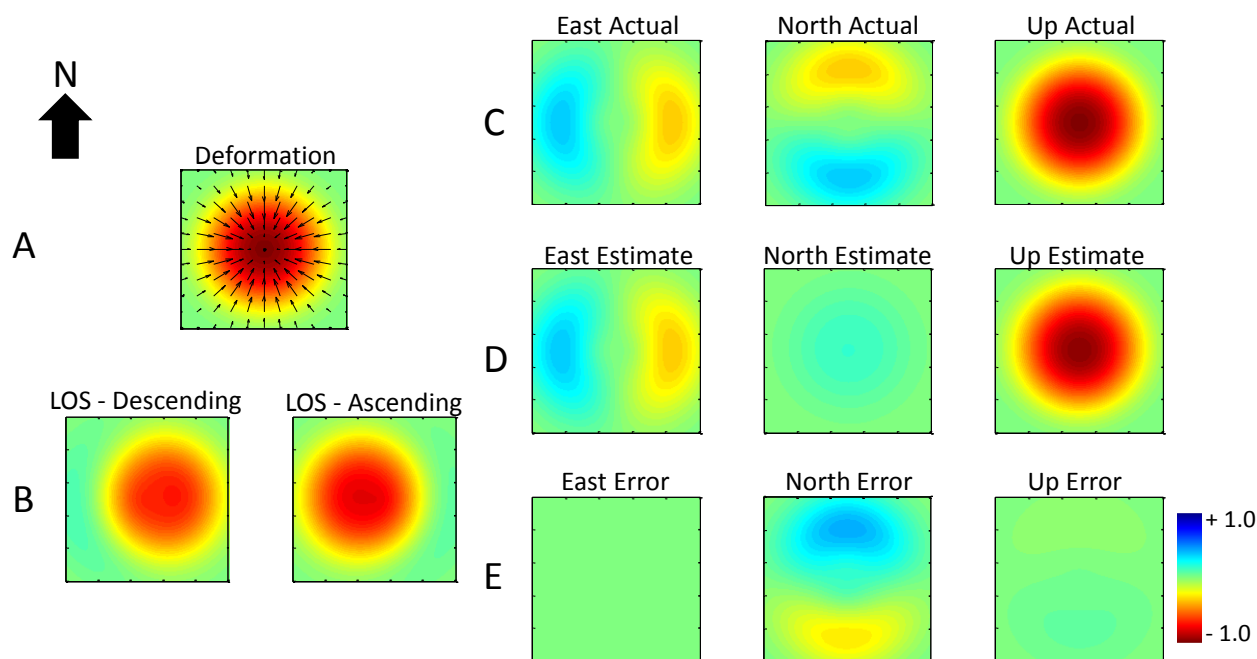 N
A
Deformation
B
LOS - Descending
LOS - Ascending
C
East Actual
North Actual
Up Actual
D
East Estimate
North Estimate
Up Estimate
E
East Error
North Error
Up Error
+ 1.0
- 1.0